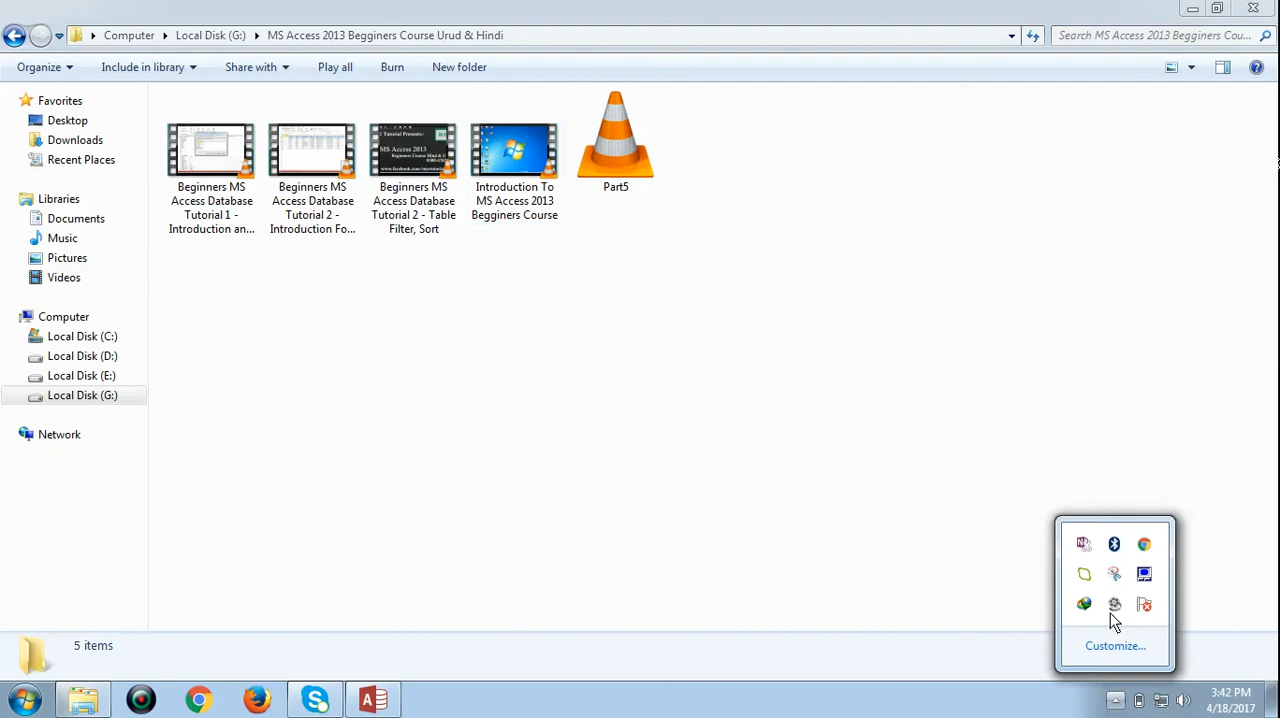 Computer
Local Disk (G:)
MS Access 2013 Begginers Course Urud & Hindi
Search MS Access 2013 Begginers Cou...
Organize
Include in library
Share with
Play all
Burn
New folder
Favorites
Desktop
Downloads
Recent Places
Libraries
Documents
Music
Pictures
Videos
Computer
Local Disk (C:)
Local Disk (D:)
Local Disk (E:)
Local Disk (G:)
Network
Beginners MS
Access Database
Tutorial 1 -
Introduction an...
Beginners MS
Access Database
Tutorial 2 -
Introduction Fo...
MS Access 2013
Beginners MS
Access Database
Tutorial 2 - Table
Filter, Sort
Introduction To
MS Access 2013
Begginers Course
Part5
Customize...
5 items
3:42 PM
4/18/2017